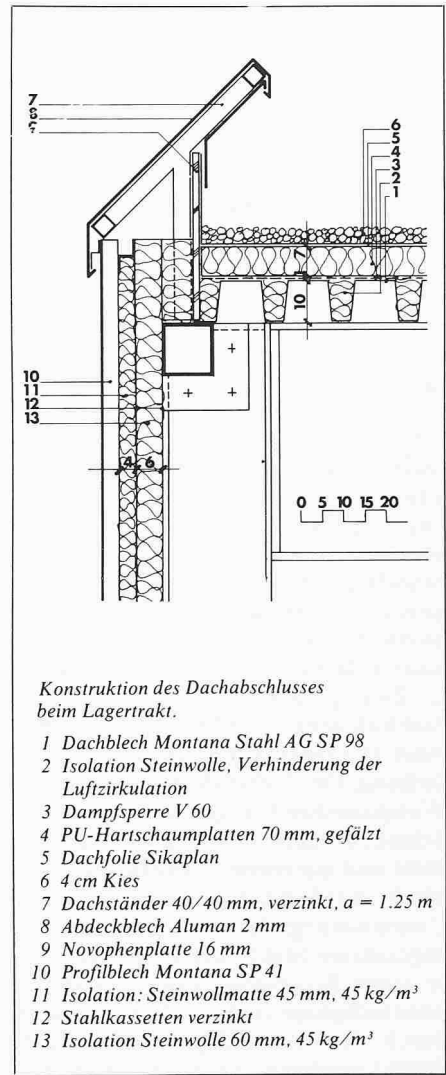 7
8
9
6
5
4
3
2
1
7
10
10
11
12
13
4 6
0 5 10 15 20
Konstruktion des Dachabschlusses
beim Lagertrakt.
1 Dachblech Montana Stahl AG SP 98
2 Isolation Steinwolle, Verhinderung der
Luftzirkulation
3 Dampfsperre V 60
4 PU-Hartschaumplatten 70 mm, gefälzt
5 Dachfolie Sikaplan
6 4 cm Kies
7 Dachständer 40/40 mm, verzinkt, a = 1.25 m
8 Abdeckblech Aluman 2 mm
9 Novophenplatte 16 mm
10 Profilblech Montana SP 41
11 Isolation: Steinwollmatte 45 mm, 45 kg/m³
12 Stahlkassetten verzinkt
13 Isolation Steinwolle 60 mm, 45 kg/m³